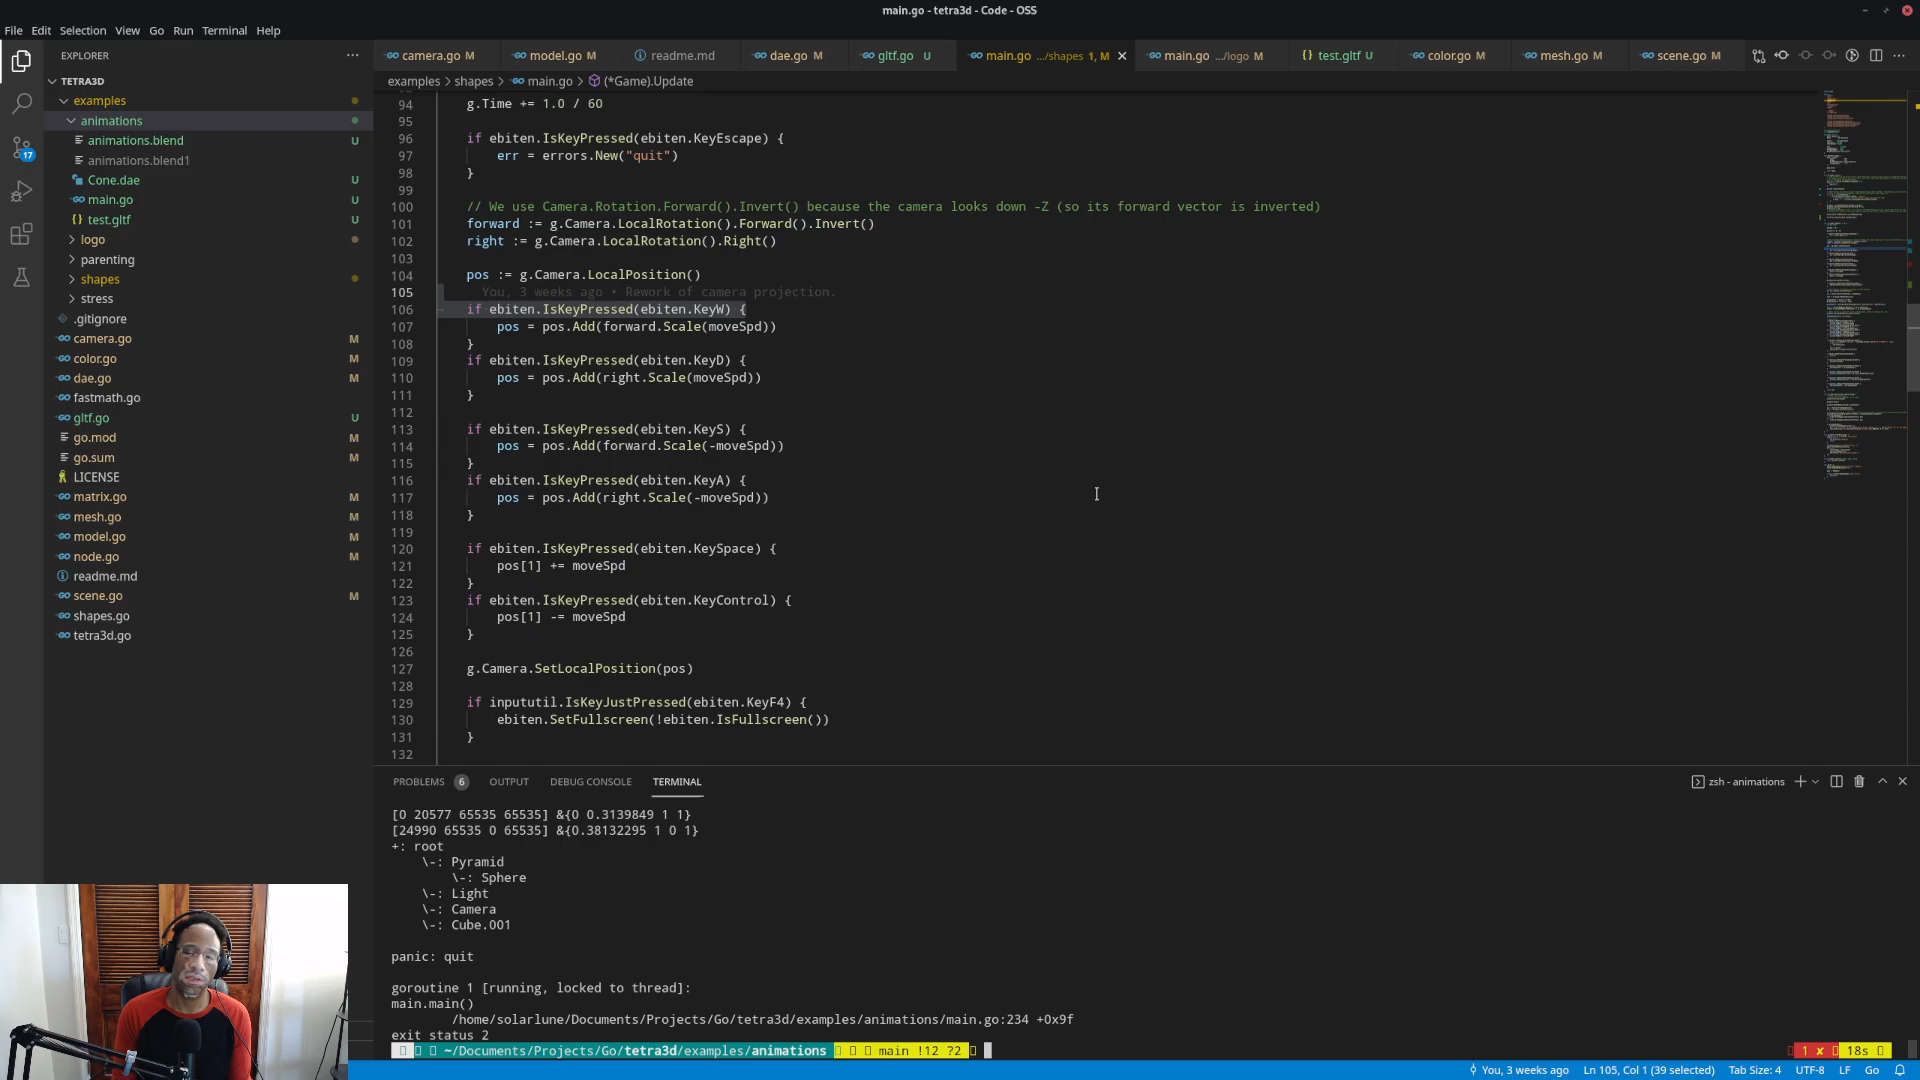 main.go - tetra3d - Code - OSS
File Edit Selection View Go Run Terminal Help
EXPLORER
TETRA3D
examples
animations
animations.blend U
animations.blend1
Cone.dae U
main.go U
test.gltf U
logo
parenting
shapes
stress
.gitignore
camera.go M
color.go M
dae.go M
fastmath.go
gltf.go U
go.mod M
go.sum M
LICENSE
matrix.go M
mesh.go M
model.go M
node.go M
readme.md
scene.go M
shapes.go
tetra3d.go
17
camera.go M model.go M readme.md dae.go M gltf.go U main.go .../shapes 1, M main.go .../logo M test.gltf U color.go M mesh.go M scene.go M
examples > shapes > main.go > (*Game).Update
94 g.Time += 1.0 / 60
95
96 if ebiten.IsKeyPressed(ebiten.KeyEscape) {
97 err = errors.New("quit")
98 }
99
100 // We use Camera.Rotation.Forward().Invert() because the camera looks down -Z (so its forward vector is inverted)
101 forward := g.Camera.LocalRotation().Forward().Invert()
102 right := g.Camera.LocalRotation().Right()
103
104 pos := g.Camera.LocalPosition()
105 You, 3 weeks ago • Rework of camera projection.
106 if ebiten.IsKeyPressed(ebiten.KeyW) {
107 pos = pos.Add(forward.Scale(moveSpd))
108 }
109 if ebiten.IsKeyPressed(ebiten.KeyD) {
110 pos = pos.Add(right.Scale(moveSpd))
111 }
112
113 if ebiten.IsKeyPressed(ebiten.KeyS) {
114 pos = pos.Add(forward.Scale(-moveSpd))
115 }
116 if ebiten.IsKeyPressed(ebiten.KeyA) {
117 pos = pos.Add(right.Scale(-moveSpd))
118 }
119
120 if ebiten.IsKeyPressed(ebiten.KeySpace) {
121 pos[1] += moveSpd
122 }
123 if ebiten.IsKeyPressed(ebiten.KeyControl) {
124 pos[1] -= moveSpd
125 }
126
127 g.Camera.SetLocalPosition(pos)
128
129 if inpututil.IsKeyJustPressed(ebiten.KeyF4) {
130 ebiten.SetFullscreen(!ebiten.IsFullscreen())
131 }
132
PROBLEMS 6 OUTPUT DEBUG CONSOLE TERMINAL
zsh - animations
[0 20577 65535 65535] &{0 0.3139849 1 1}
[24990 65535 0 65535] &{0.38132295 1 0 1}
+: root
\-: Pyramid
\-: Sphere
\-: Light
\-: Camera
\-: Cube.001
panic: quit
goroutine 1 [running, locked to thread]:
main.main()
/home/solarlune/Documents/Projects/Go/tetra3d/examples/animations/main.go:234 +0x9f
exit status 2
~/Documents/Projects/Go/tetra3d/examples/animations main !12 ?2
1 ✘ 18s
You, 3 weeks ago Ln 105, Col 1 (39 selected) Tab Size: 4 UTF-8 LF Go